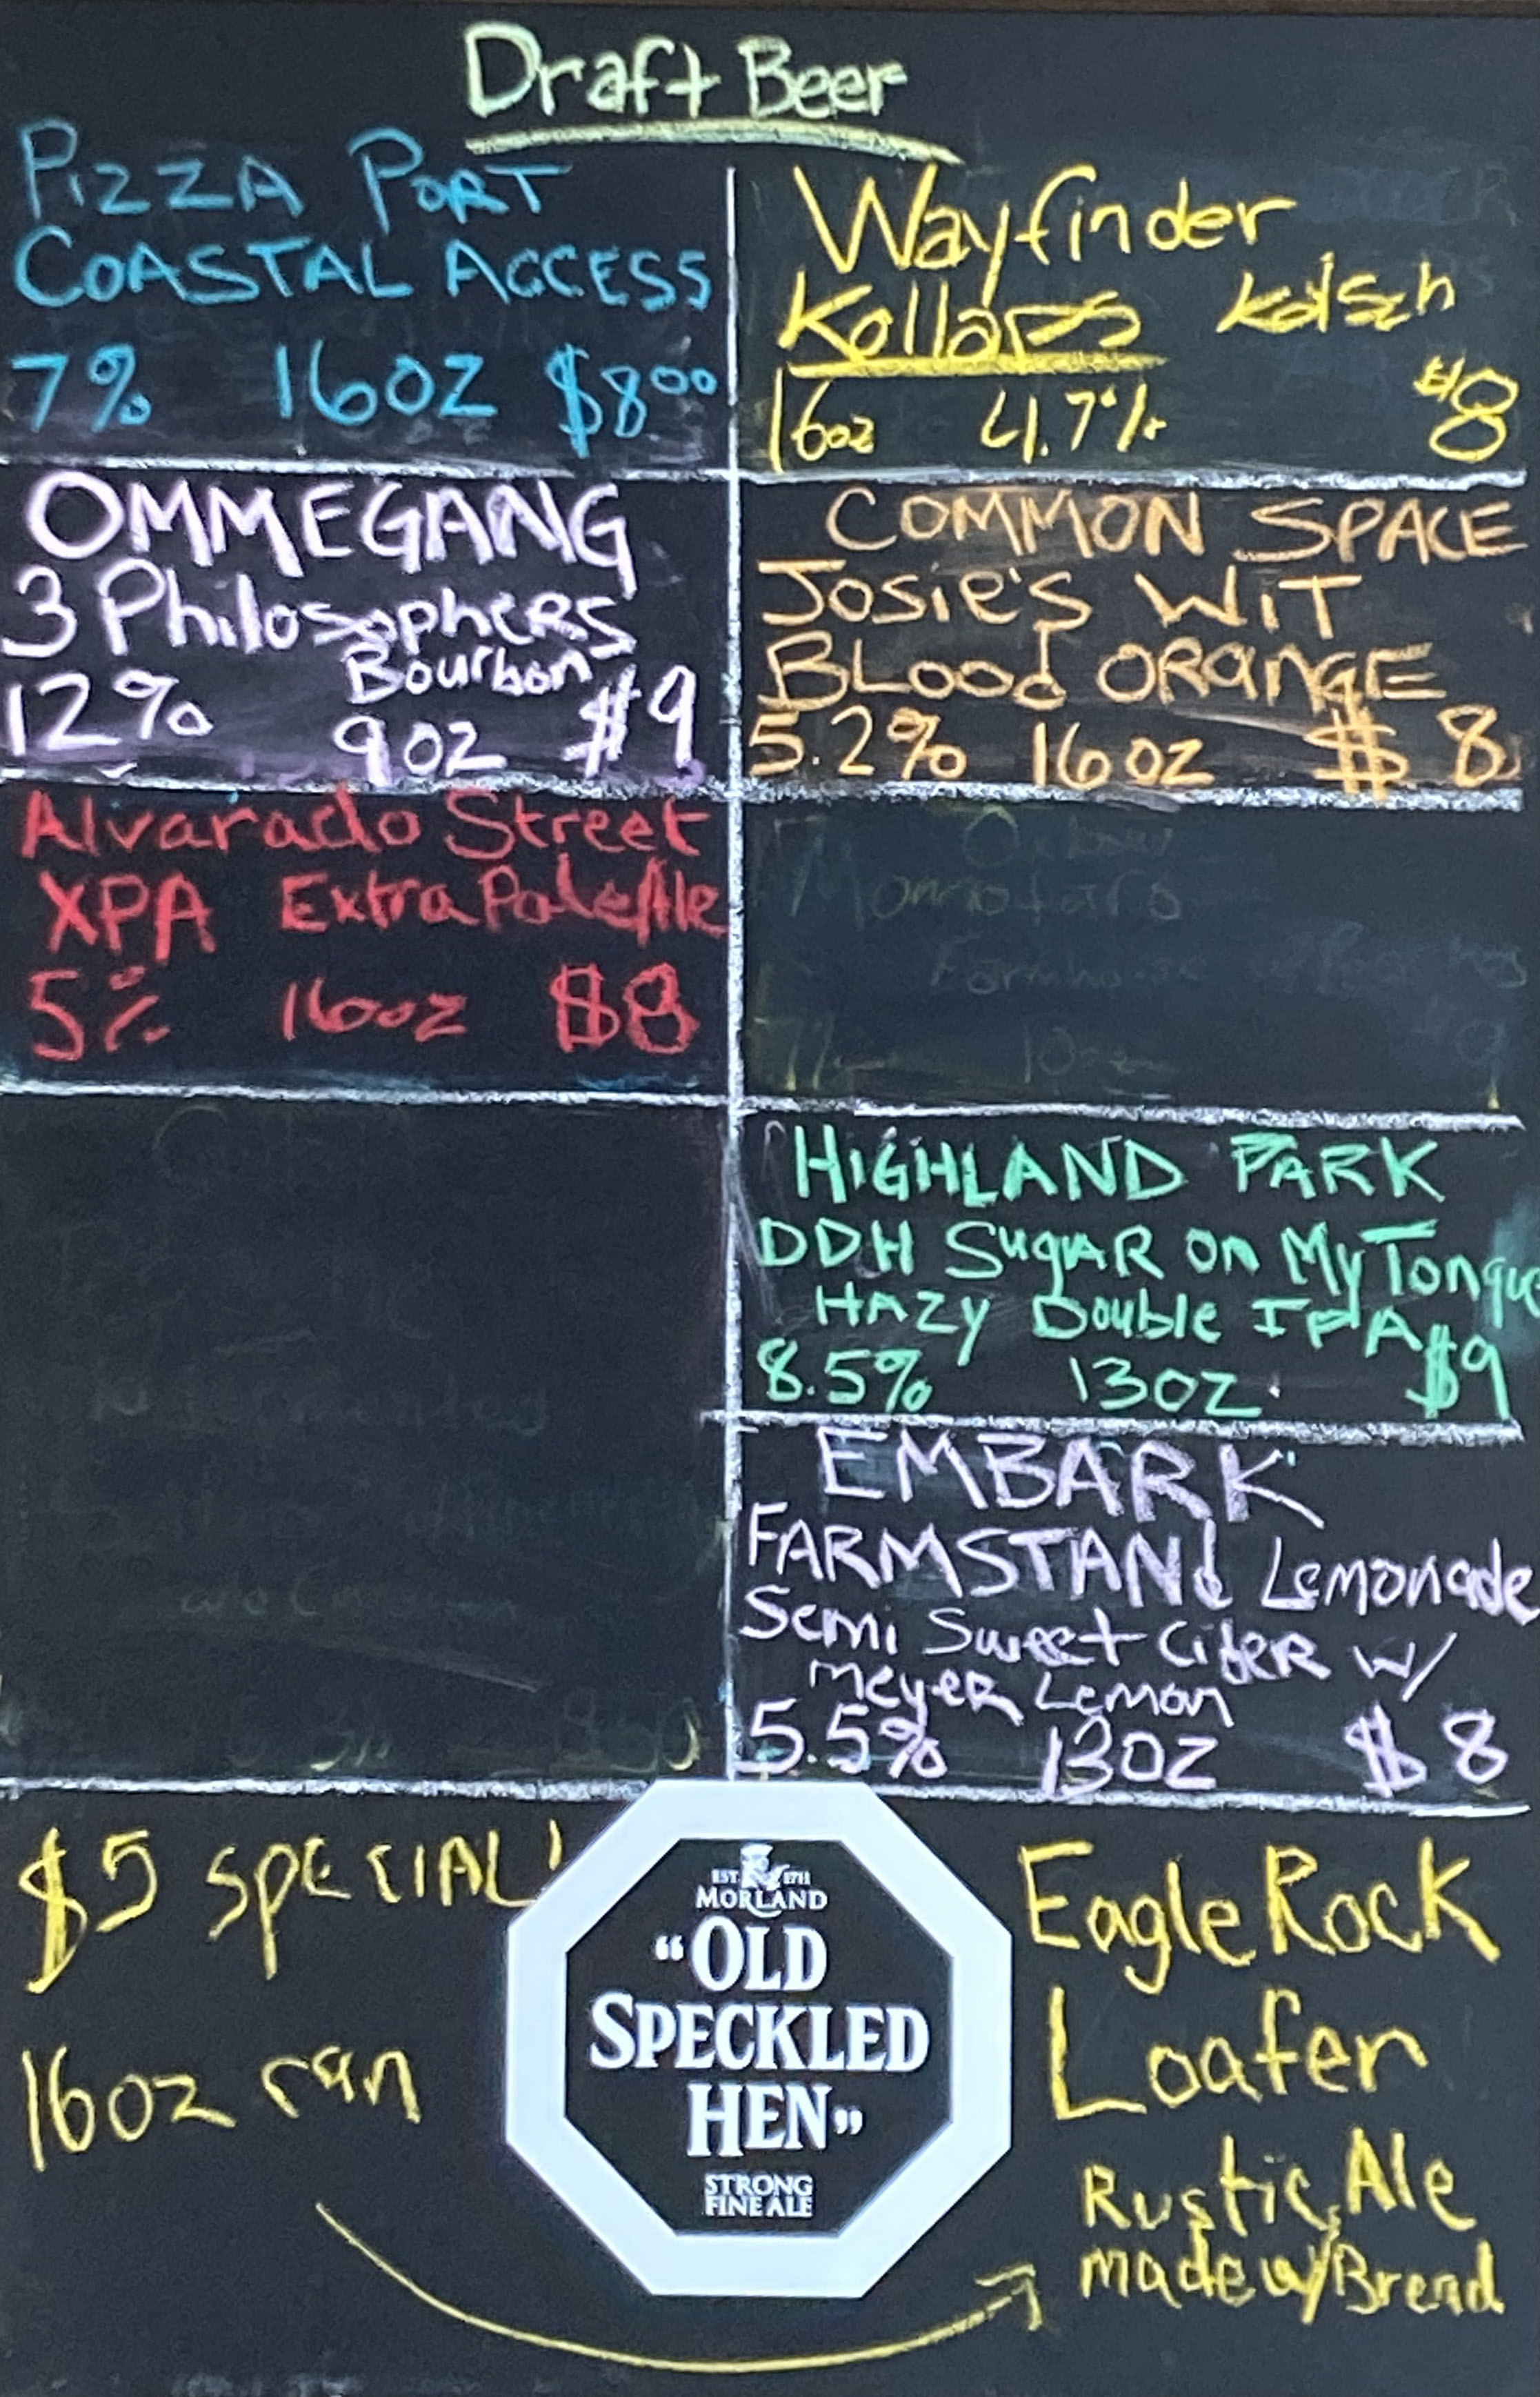 Draft Beer
PIZZA PORT
COASTAL ACCESS
7% 16OZ $8⁰⁰
Wayfinder
Kollaps Kolsch
16oz 4.7% $8
OMMEGANG
3 PhilosophERS
Bourbon
12% 9OZ $9
COMMON SPACE
JOSie's WiT
BLood ORANGE
5.2% 16OZ $8
Alvarado Street
XPA Extra Pale Ale
5% 16oz $8
HIGHLAND PARK
DDH SugAR on My Tongue
HAZY Double IPA
8.5% 13OZ. $9
EMBARK
FARMSTANd Lemonade
Semi Sweet CidER w/
MeyeR Lemon
5.5% 13OZ $8
$5 SPECIAL!
16oz can
EST 1711
MORLAND
“OLD
SPECKLED
HEN”
STRONG
FINE ALE
Eagle Rock
Loafer
Rustic Ale
made w/ Bread